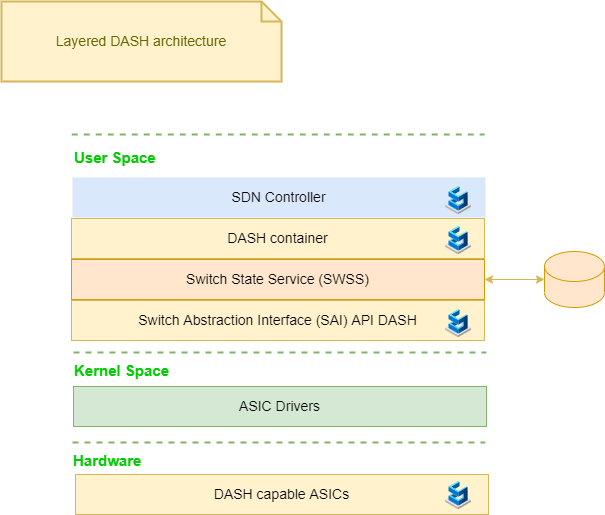 Layered DASH architecture
User Space
SDN Controller
DASH container
Switch State Service (SWSS)
Switch Abstraction Interface (SAI) API DASH
Kernel Space
ASIC Drivers
Hardware
DASH capable ASICs